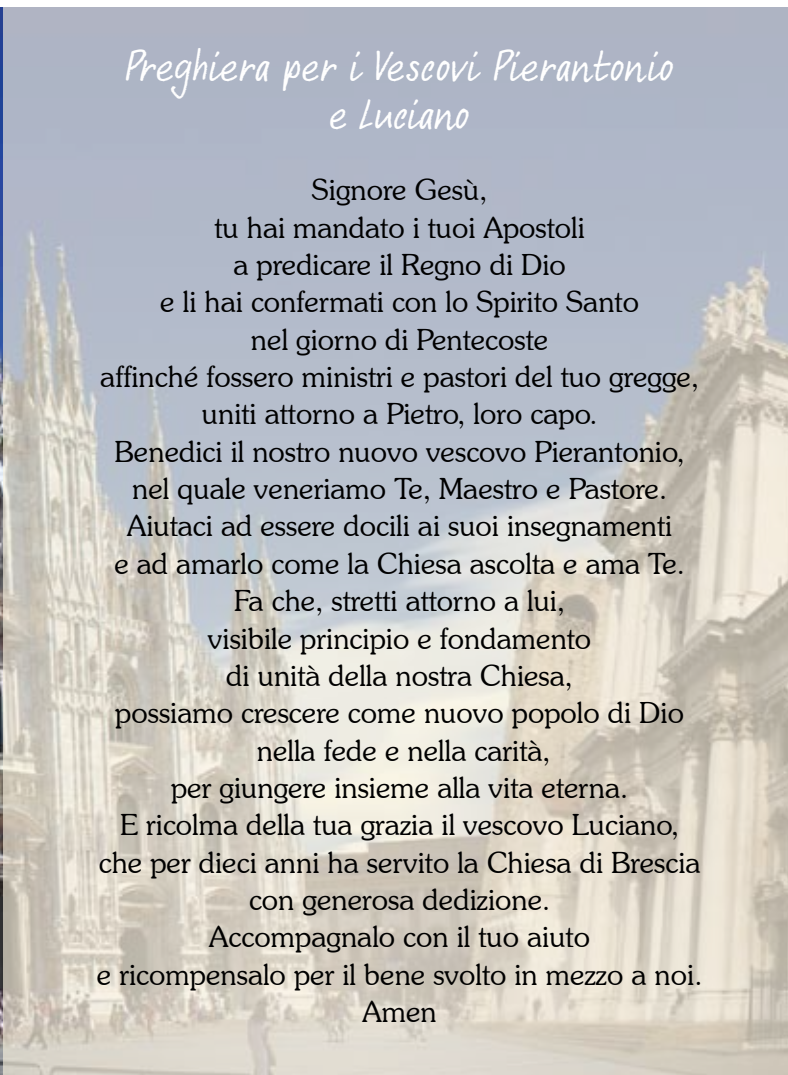 Preghiera per i Vescovi Pierantonio
e Luciano
Signore Gesù,
tu hai mandato i tuoi Apostoli
a predicare il Regno di Dio
e li hai confermati con lo Spirito Santo
nel giorno di Pentecoste
affinché fossero ministri e pastori del tuo gregge,
uniti attorno a Pietro, loro capo.
Benedici il nostro nuovo vescovo Pierantonio,
nel quale veneriamo Te, Maestro e Pastore.
Aiutaci ad essere docili ai suoi insegnamenti
e ad amarlo come la Chiesa ascolta e ama Te.
Fa che, stretti attorno a lui,
visibile principio e fondamento
di unità della nostra Chiesa,
possiamo crescere come nuovo popolo di Dio
nella fede e nella carità,
per giungere insieme alla vita eterna.
E ricolma della tua grazia il vescovo Luciano,
che per dieci anni ha servito la Chiesa di Brescia
con generosa dedizione.
Accompagnalo con il tuo aiuto
e ricompensalo per il bene svolto in mezzo a noi.
Amen